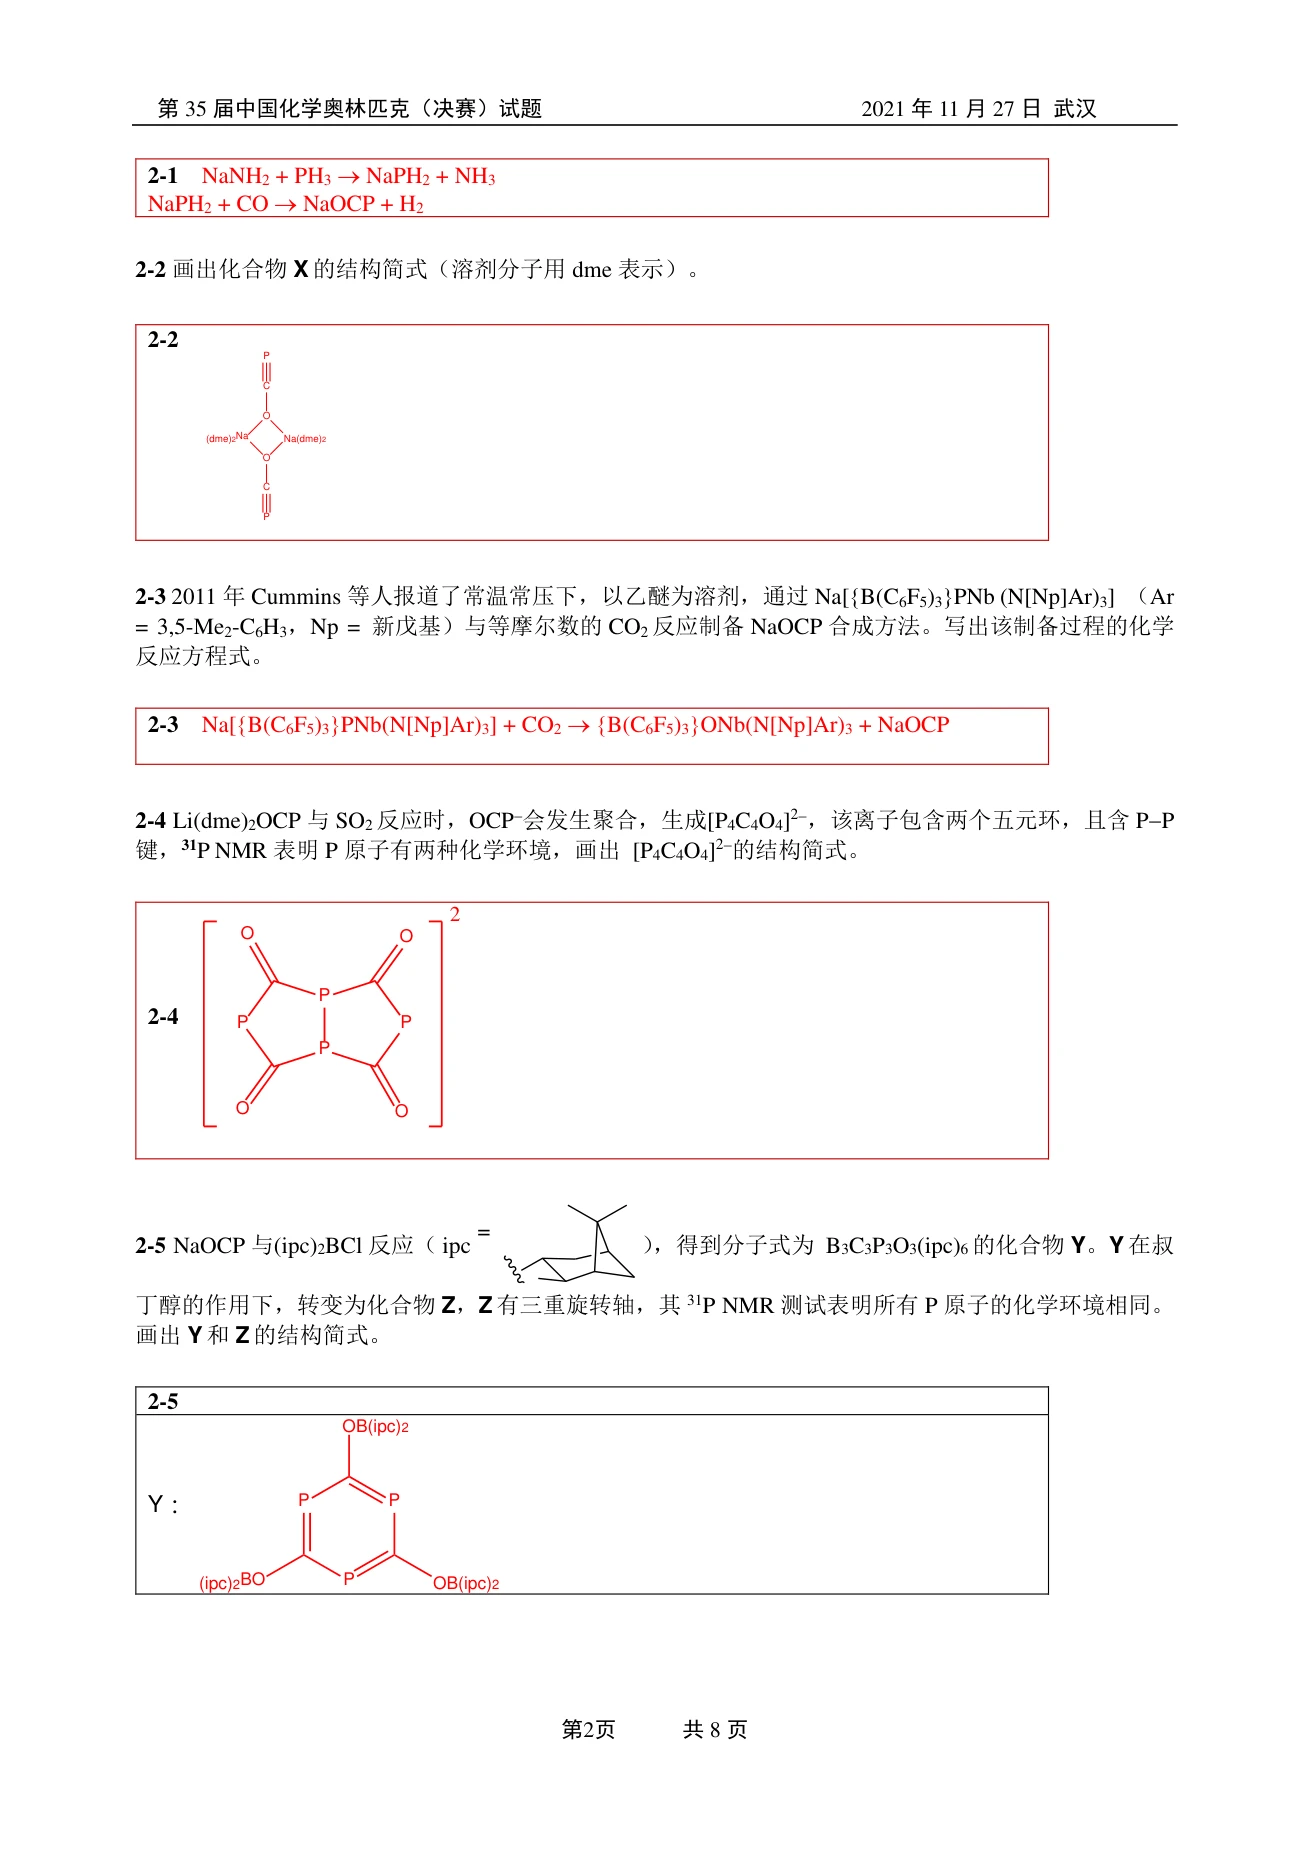 第 35 届中国化学奥林匹克（决赛）试题 2021 年 11 月 27 日 武汉
2-1 NaNH₂ + PH₃ → NaPH₂ + NH₃
NaPH₂ + CO → NaOCP + H₂
2-2 画出化合物 X 的结构简式（溶剂分子用 dme 表示）。
2-2
P
C
O
(dme)₂Na Na(dme)₂
O
C
P
2-3 2011 年 Cummins 等人报道了常温常压下，以乙醚为溶剂，通过 Na[{B(C₆F₅)₃}PNb (N[Np]Ar)₃] （Ar
= 3,5-Me₂-C₆H₃，Np = 新戊基）与等摩尔数的 CO₂ 反应制备 NaOCP 合成方法。写出该制备过程的化学
反应方程式。
2-3 Na[{B(C₆F₅)₃}PNb(N[Np]Ar)₃] + CO₂ → {B(C₆F₅)₃}ONb(N[Np]Ar)₃ + NaOCP
2-4 Li(dme)₂OCP 与 SO₂ 反应时，OCP⁻会发生聚合，生成[P₄C₄O₄]²⁻，该离子包含两个五元环，且含 P–P
键，³¹P NMR 表明 P 原子有两种化学环境，画出 [P₄C₄O₄]²⁻的结构简式。
2
O O
P
2-4 P P
P
O O
2-5 NaOCP 与(ipc)₂BCl 反应（ ipc = ），得到分子式为 B₃C₃P₃O₃(ipc)₆ 的化合物 Y。Y 在叔
丁醇的作用下，转变为化合物 Z，Z 有三重旋转轴，其 ³¹P NMR 测试表明所有 P 原子的化学环境相同。
画出 Y 和 Z 的结构简式。
2-5
OB(ipc)₂
P P
Y：
P
(ipc)₂BO OB(ipc)₂
第2页 共 8 页